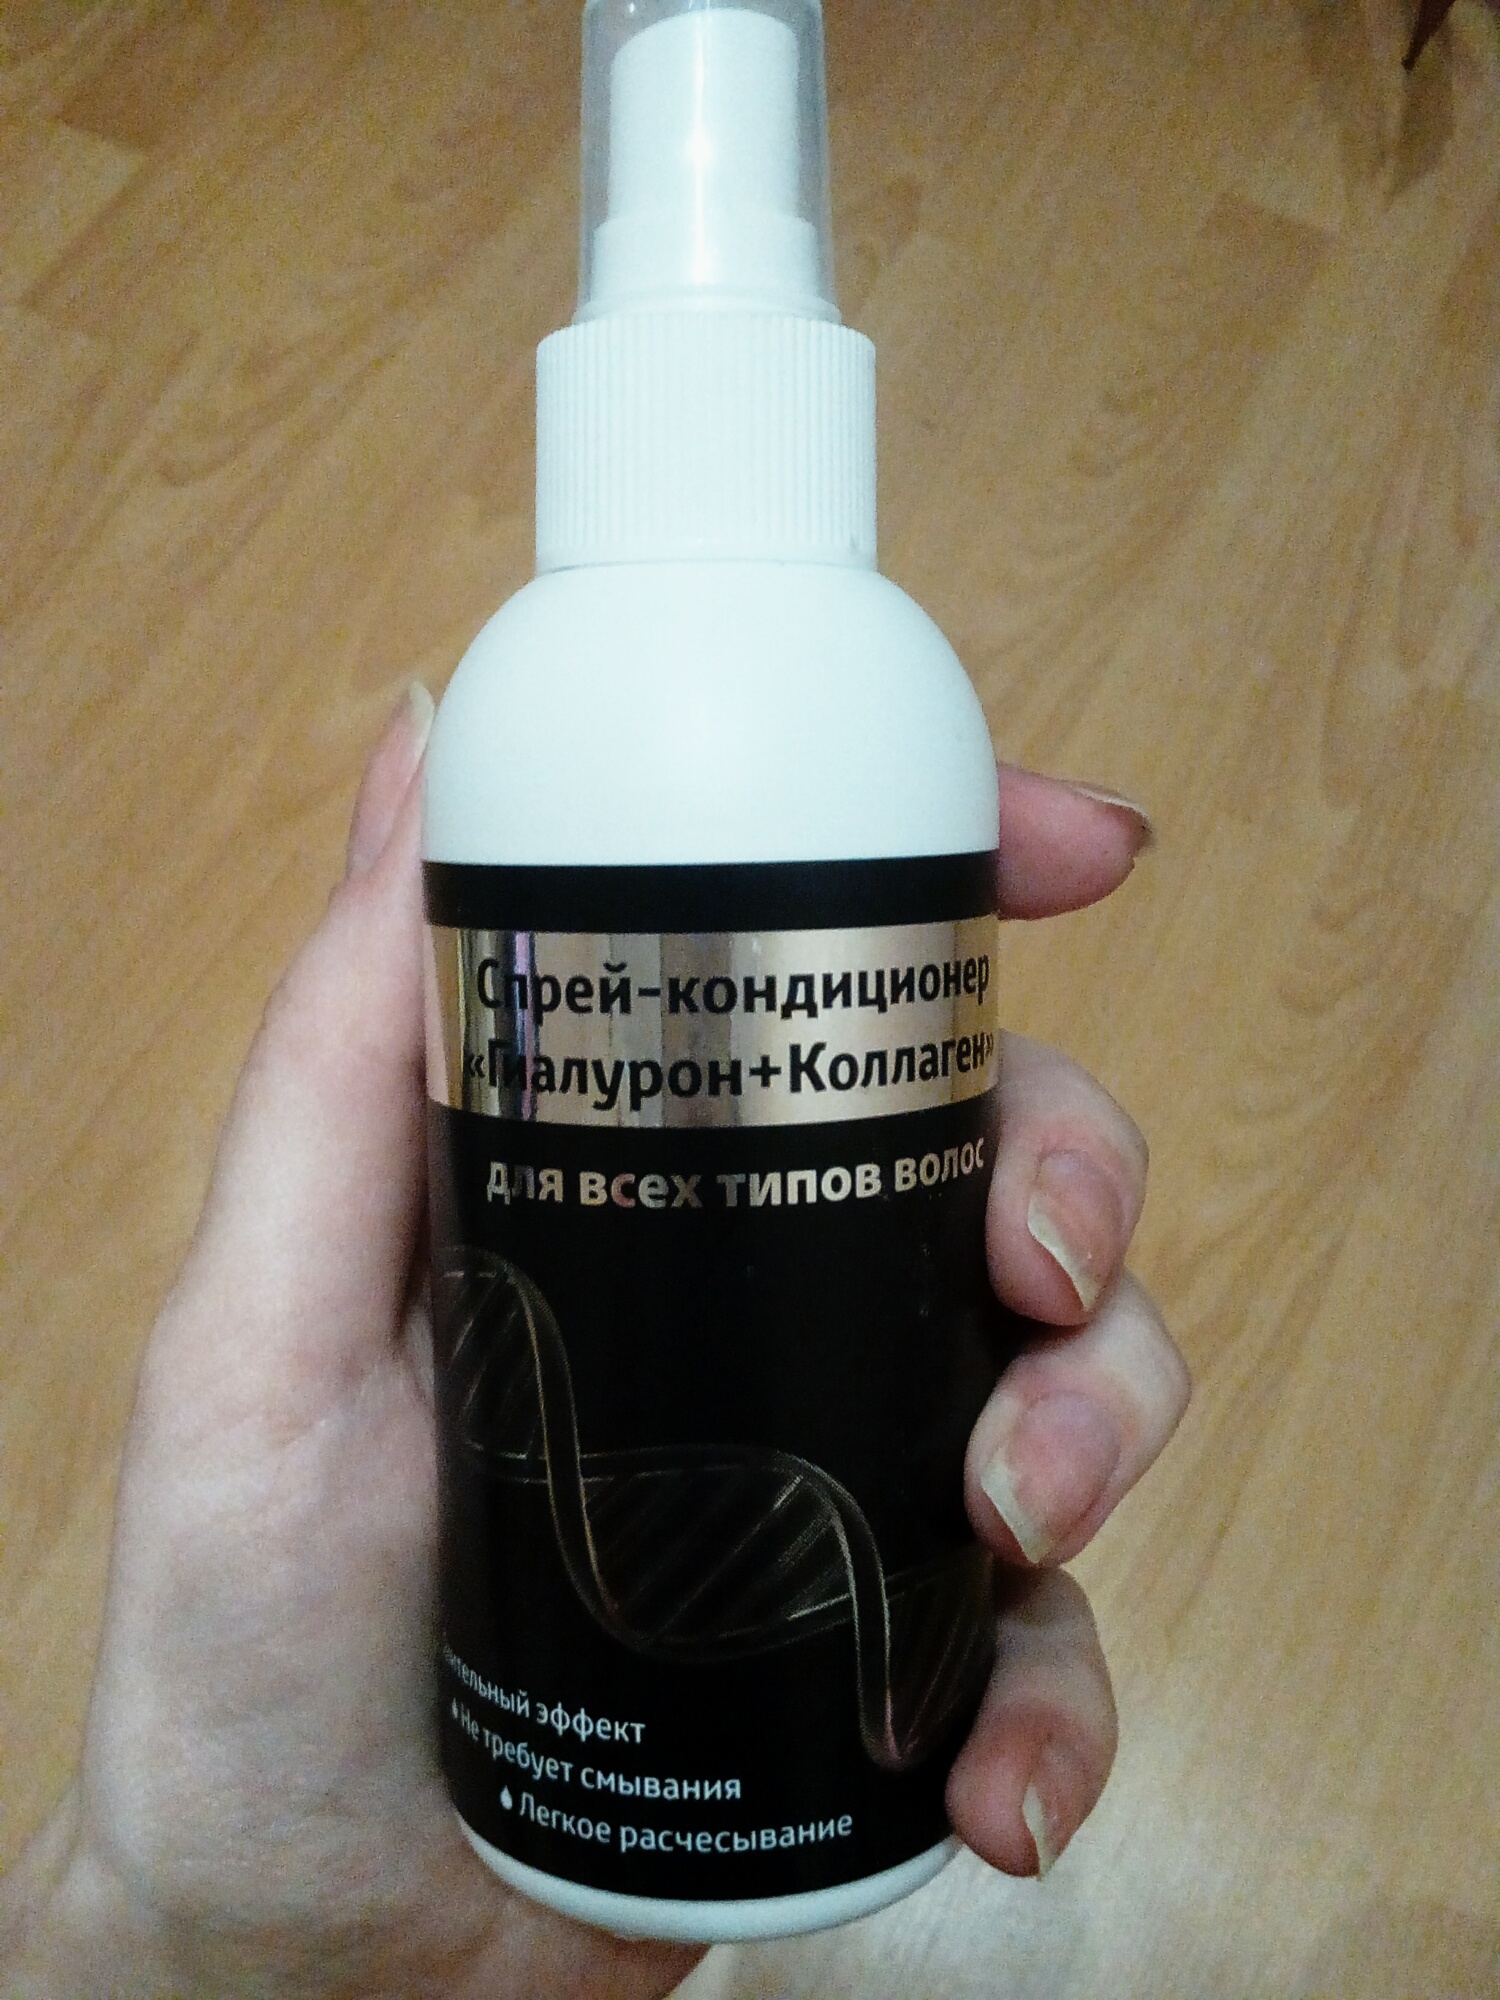 Спрей-кондиционер
«Гиалурон+Коллаген»
для всех типов волос
эффект
Не требует смывания
Легкое расчесывание